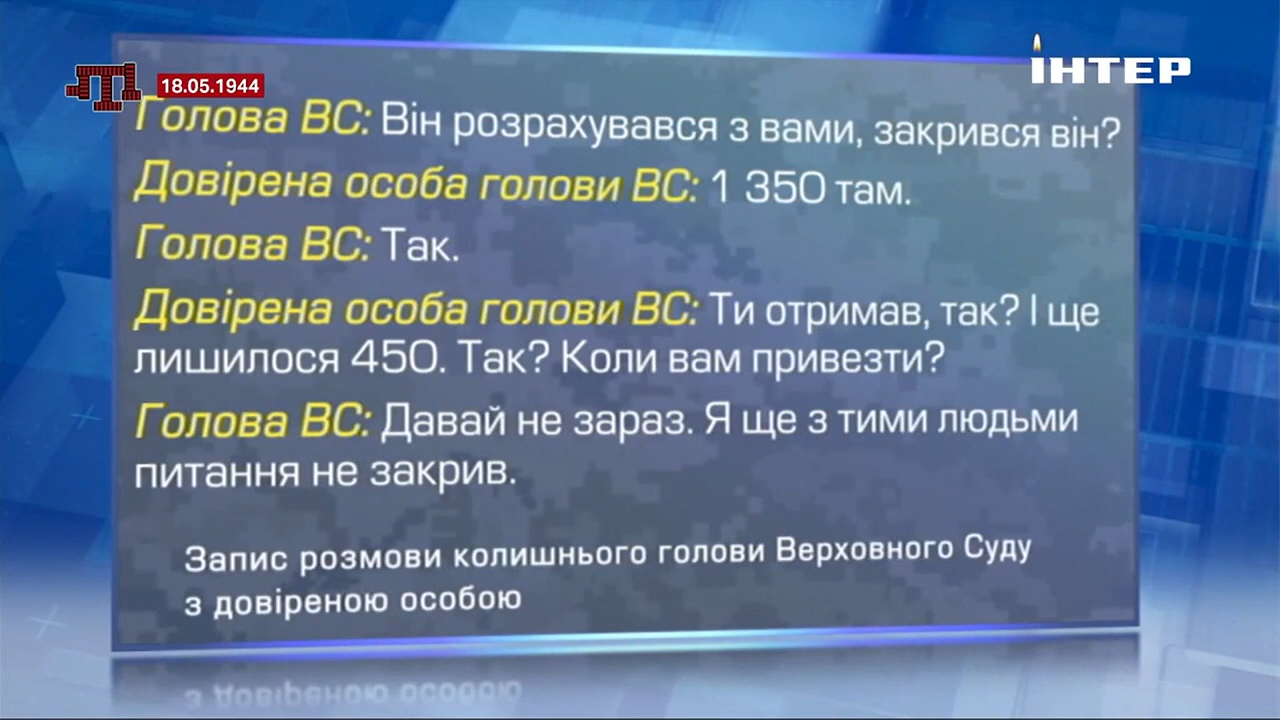 18.05.1944
ІНТЕР
Голова ВС: Він розрахувався з вами, закрився він?
Довірена особа голови ВС: 1 350 там.
Голова ВС: Так.
Довірена особа голови ВС: Ти отримав, так? І ще
лишилося 450. Так? Коли вам привезти?
Голова ВС: Давай не зараз. Я ще з тими людьми
питання не закрив.
Запис розмови колишнього голови Верховного Суду
з довіреною особою